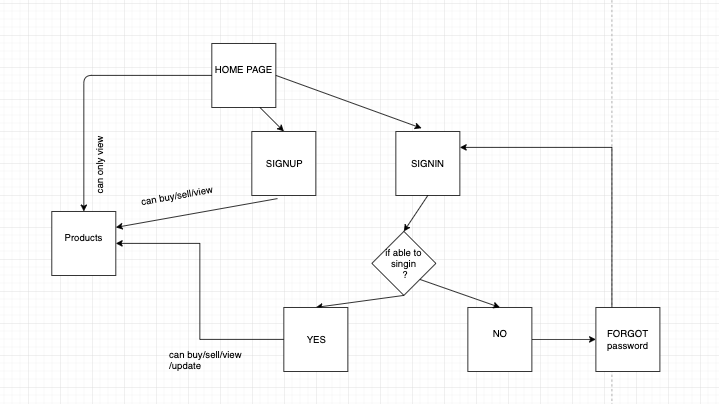 HOME PAGE
can only view
SIGNUP
SIGNIN
can buy/sell/view
Products
if able to
singin
?
YES
NO
FORGOT
password
can buy/sell/view
/update